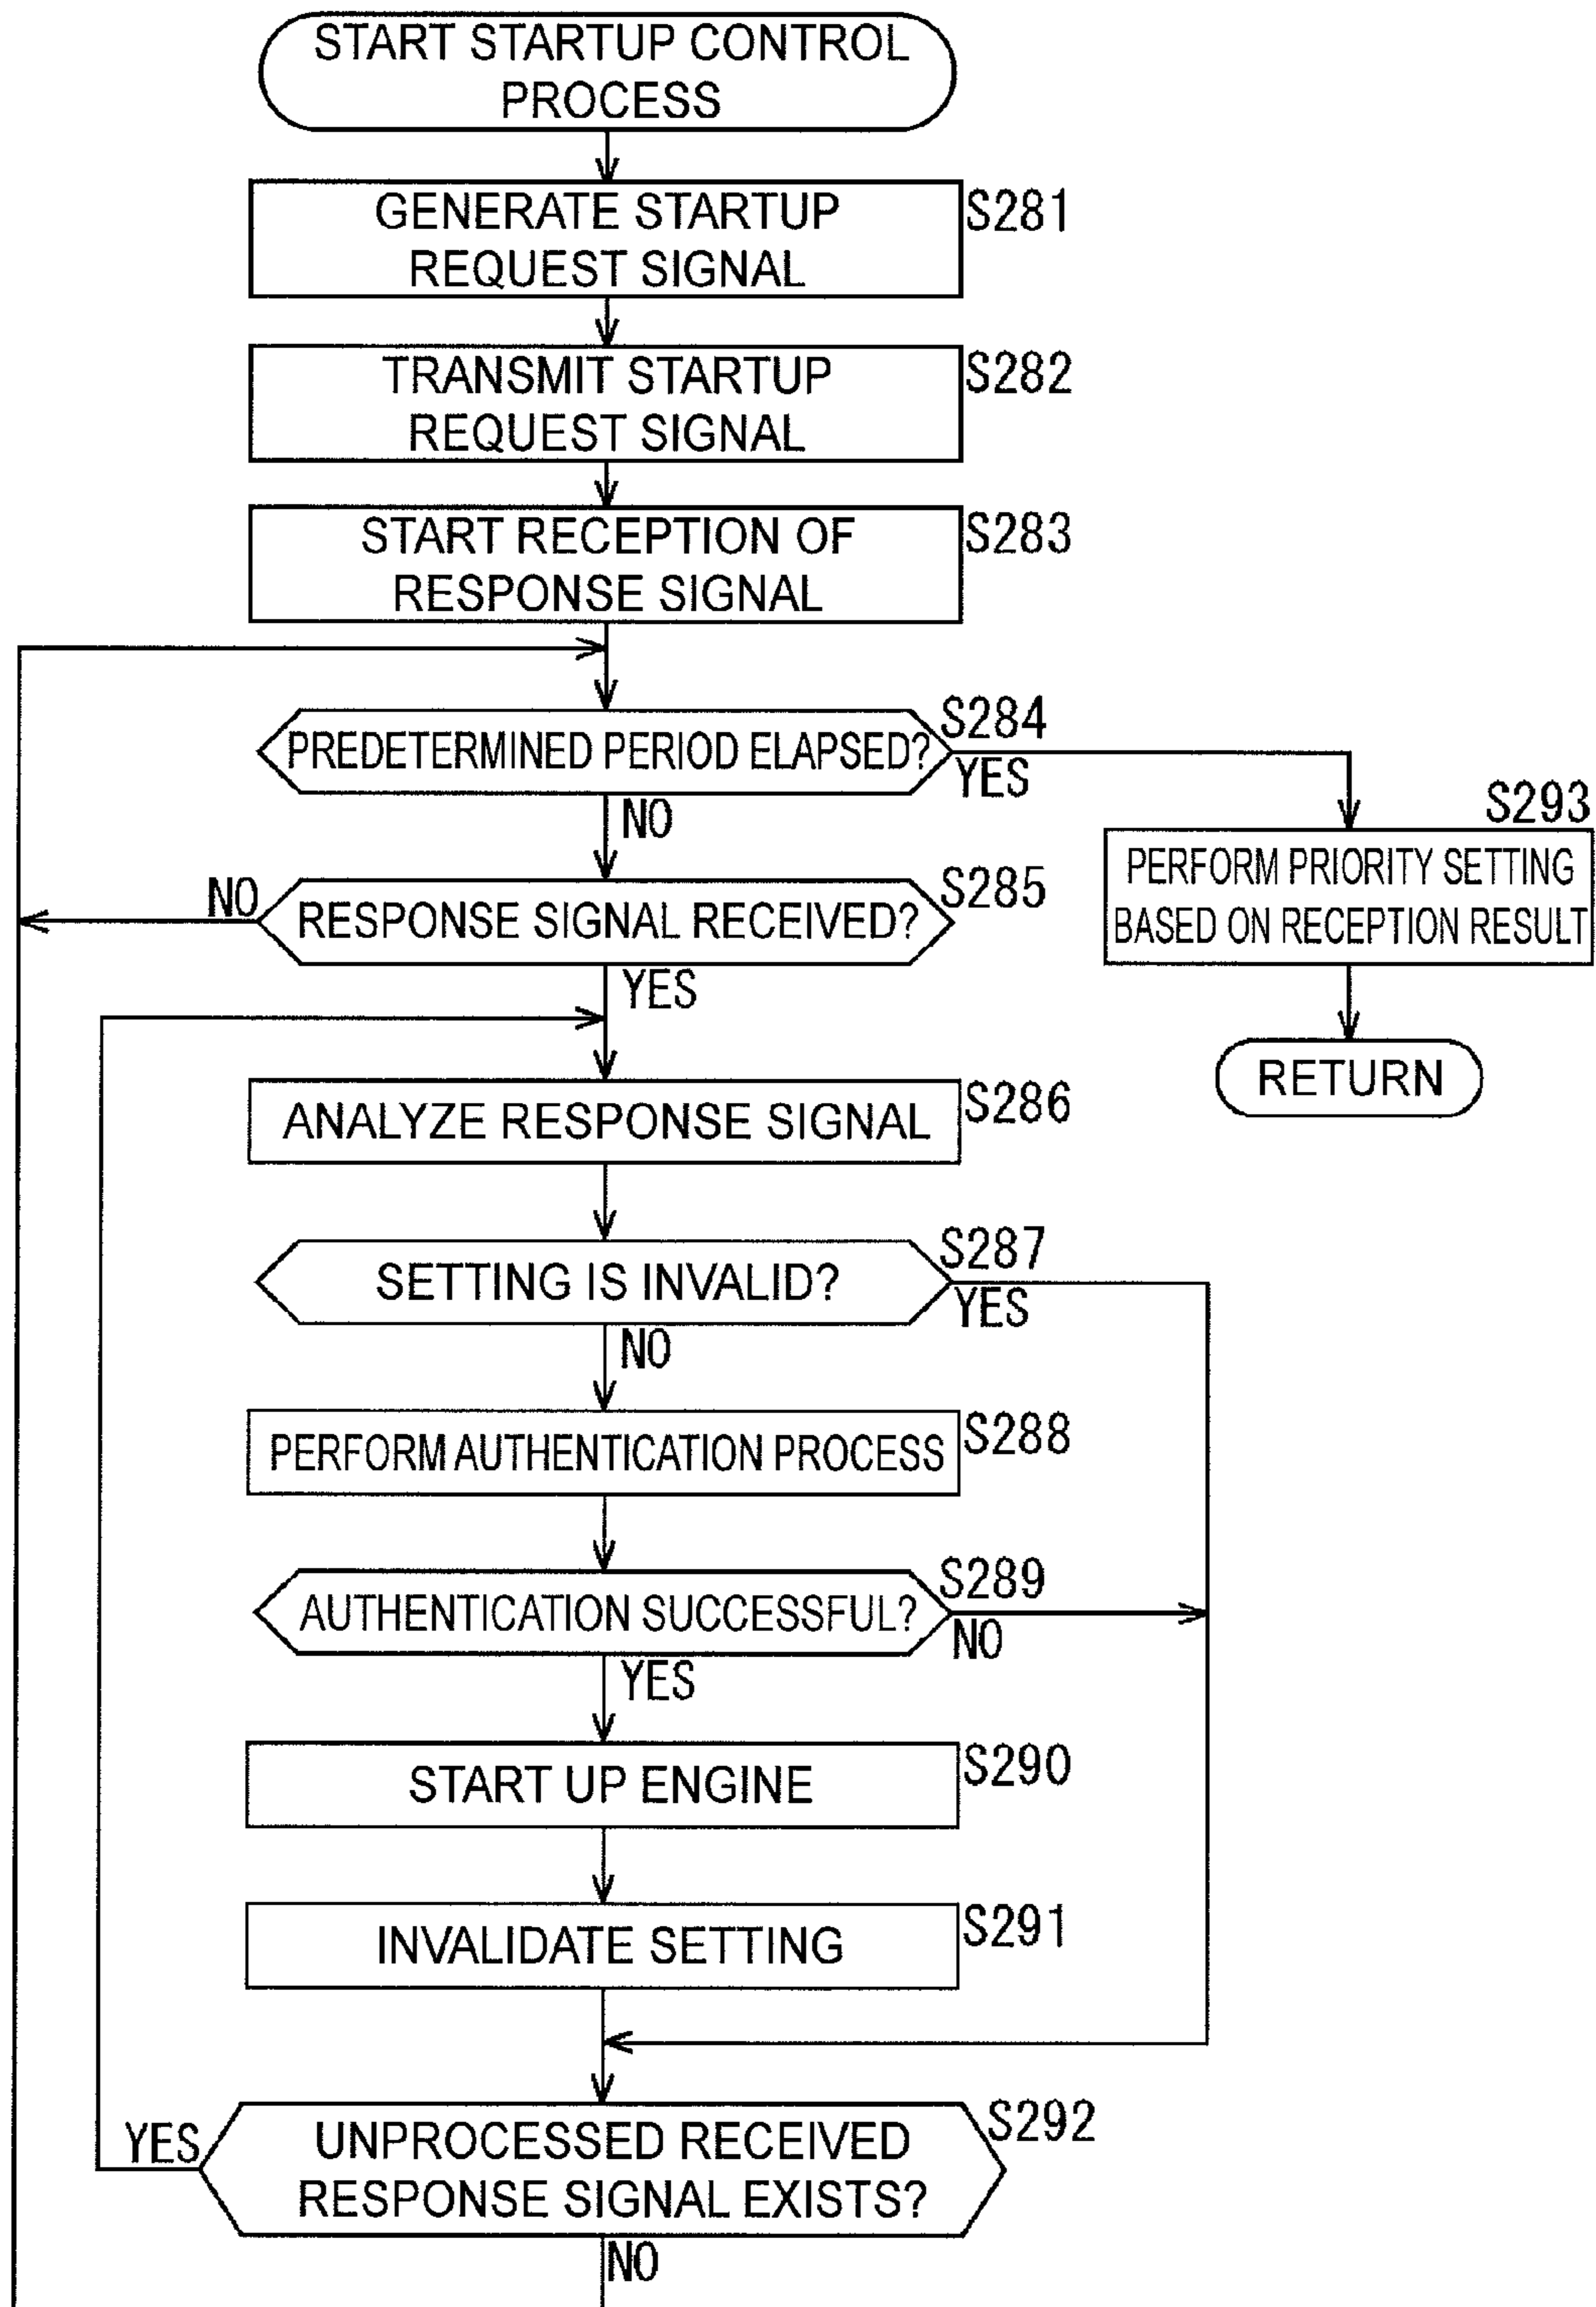 START STARTUP CONTROL
PROCESS
GENERATE STARTUP
REQUEST SIGNAL
S281
TRANSMIT STARTUP
REQUEST SIGNAL
S282
START RECEPTION OF
RESPONSE SIGNAL
S283
PREDETERMINED PERIOD ELAPSED?
S284
YES
NO
S293
PERFORM PRIORITY SETTING
BASED ON RECEPTION RESULT
RETURN
NO
RESPONSE SIGNAL RECEIVED?
S285
YES
ANALYZE RESPONSE SIGNAL
S286
SETTING IS INVALID?
S287
YES
NO
PERFORM AUTHENTICATION PROCESS
S288
AUTHENTICATION SUCCESSFUL?
S289
NO
YES
START UP ENGINE
S290
INVALIDATE SETTING
S291
YES
UNPROCESSED RECEIVED
RESPONSE SIGNAL EXISTS?
S292
NO